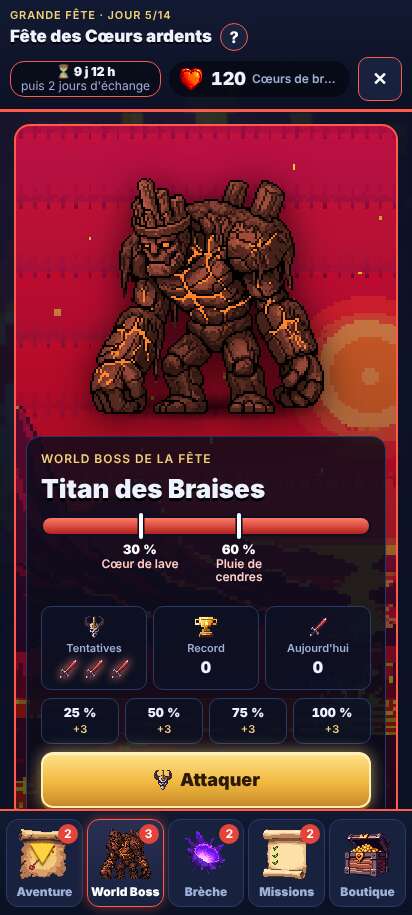 GRANDE FÊTE · JOUR 5/14
Fête des Cœurs ardents ?
⏳ 9 j 12 h
puis 2 jours d'échange
120 Cœurs de br...
×
WORLD BOSS DE LA FÊTE
Titan des Braises
30 % 60 %
Cœur de lave Pluie de
cendres
Tentatives Record Aujourd'hui
0 0
25 % 50 % 75 % 100 %
+3 +3 +3 +3
Attaquer
2 3 2 2
Aventure World Boss Brèche Missions Boutique